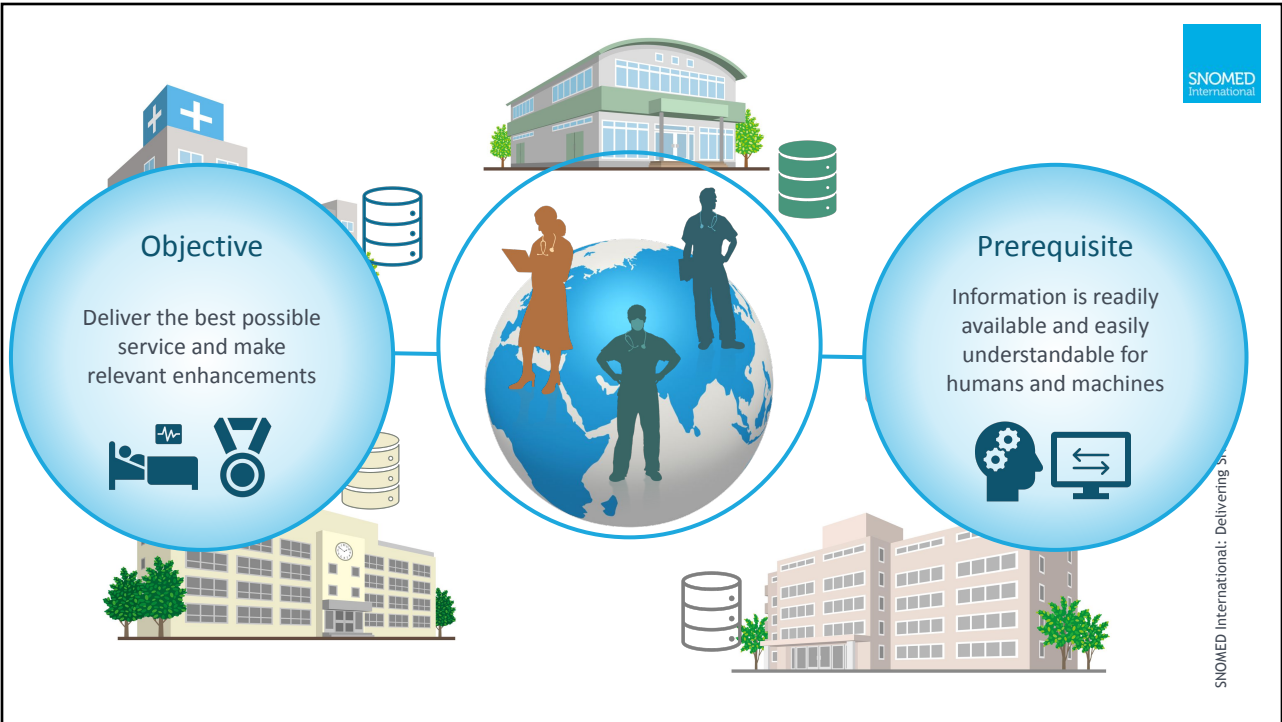 SNOMED
International
Objective
Deliver the best possible
service and make
relevant enhancements
Prerequisite
Information is readily
available and easily
understandable for
humans and machines
SNOMED International: Delivering